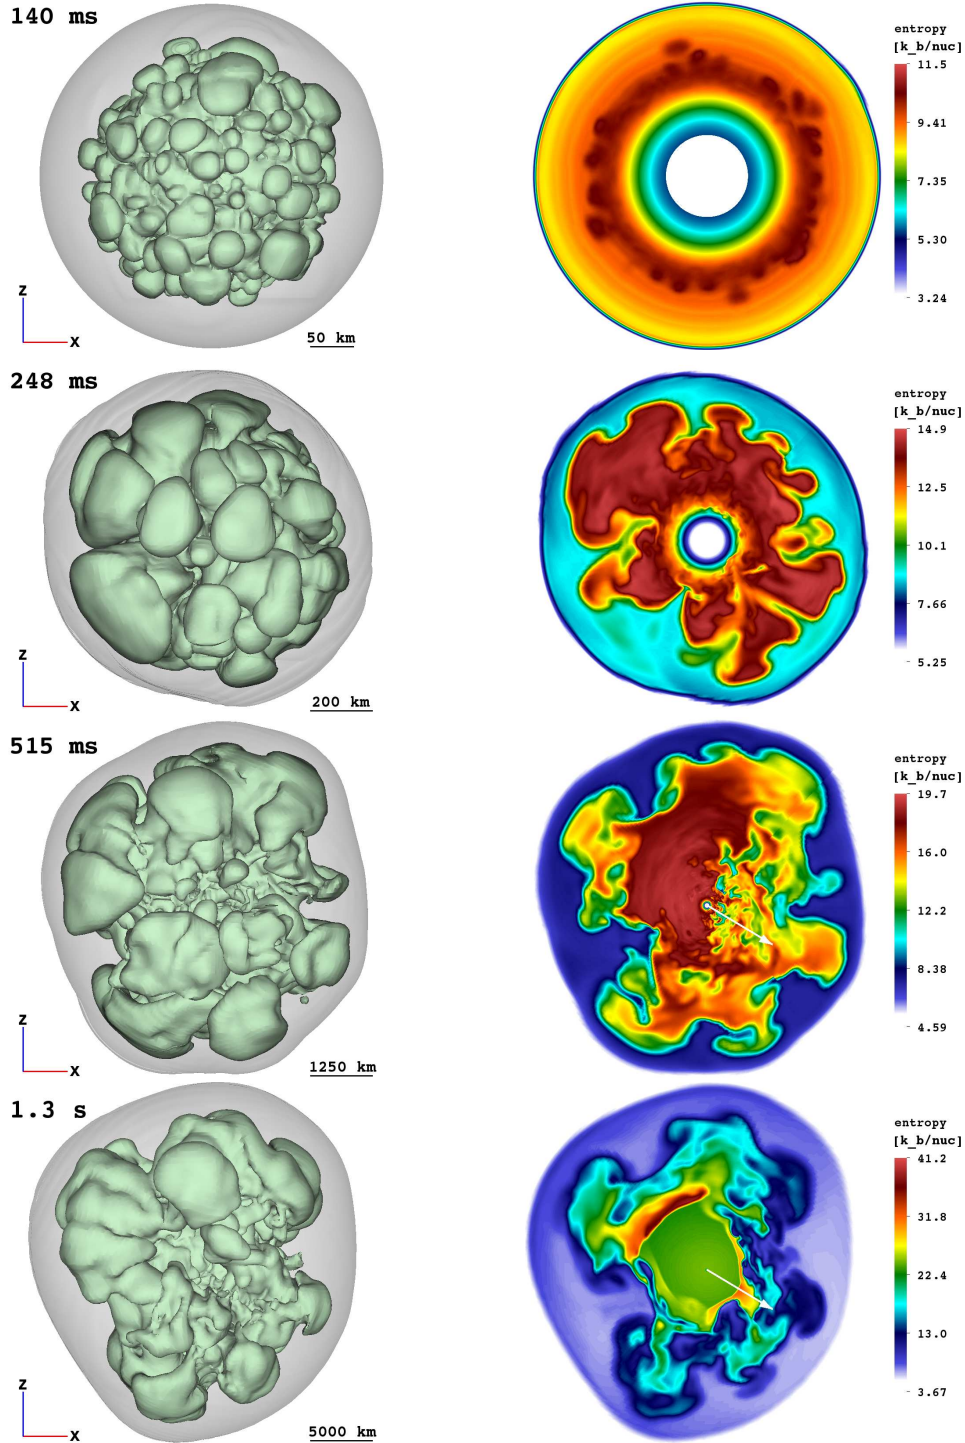 140 ms
entropy
[k_b/nuc]
11.5
9.41
7.35
5.30
3.24
z
x
50 km
248 ms
entropy
[k_b/nuc]
14.9
12.5
10.1
7.66
5.25
z
x
200 km
515 ms
entropy
[k_b/nuc]
19.7
16.0
12.2
8.38
4.59
z
x
1250 km
1.3 s
entropy
[k_b/nuc]
41.2
31.8
22.4
13.0
3.67
z
x
5000 km